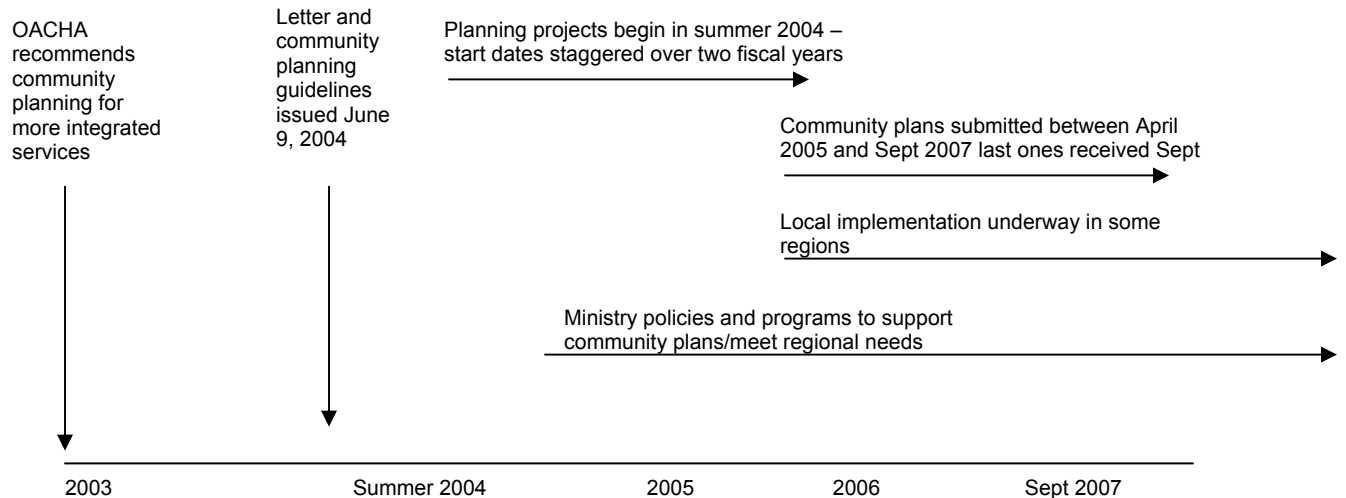 OACHA
recommends
community
planning for
more integrated
services
Letter and
community
planning
guidelines
issued June
9, 2004
Planning projects begin in summer 2004 –
start dates staggered over two fiscal years
Community plans submitted between April
2005 and Sept 2007 last ones received Sept
Local implementation underway in some
regions
Ministry policies and programs to support
community plans/meet regional needs
2003
Summer 2004
2005
2006
Sept 2007